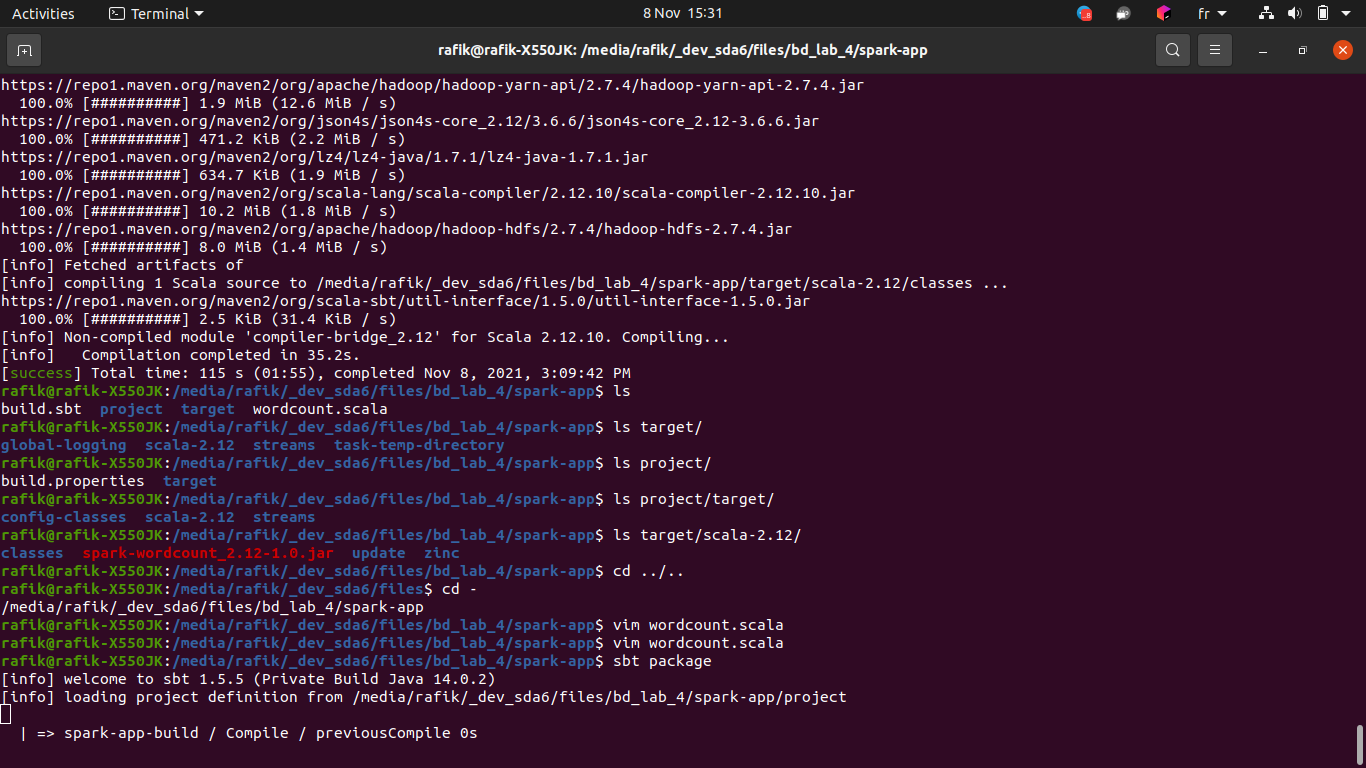 Activities Terminal 8 Nov 15:31 fr
rafik@rafik-X550JK: /media/rafik/_dev_sda6/files/bd_lab_4/spark-app
https://repo1.maven.org/maven2/org/apache/hadoop/hadoop-yarn-api/2.7.4/hadoop-yarn-api-2.7.4.jar
  100.0% [##########] 1.9 MiB (12.6 MiB / s)
https://repo1.maven.org/maven2/org/json4s/json4s-core_2.12/3.6.6/json4s-core_2.12-3.6.6.jar
  100.0% [##########] 471.2 KiB (2.2 MiB / s)
https://repo1.maven.org/maven2/org/lz4/lz4-java/1.7.1/lz4-java-1.7.1.jar
  100.0% [##########] 634.7 KiB (1.9 MiB / s)
https://repo1.maven.org/maven2/org/scala-lang/scala-compiler/2.12.10/scala-compiler-2.12.10.jar
  100.0% [##########] 10.2 MiB (1.8 MiB / s)
https://repo1.maven.org/maven2/org/apache/hadoop/hadoop-hdfs/2.7.4/hadoop-hdfs-2.7.4.jar
  100.0% [##########] 8.0 MiB (1.4 MiB / s)
[info] Fetched artifacts of
[info] compiling 1 Scala source to /media/rafik/_dev_sda6/files/bd_lab_4/spark-app/target/scala-2.12/classes ...
https://repo1.maven.org/maven2/org/scala-sbt/util-interface/1.5.0/util-interface-1.5.0.jar
  100.0% [##########] 2.5 KiB (31.4 KiB / s)
[info] Non-compiled module 'compiler-bridge_2.12' for Scala 2.12.10. Compiling...
[info]   Compilation completed in 35.2s.
[success] Total time: 115 s (01:55), completed Nov 8, 2021, 3:09:42 PM
rafik@rafik-X550JK:/media/rafik/_dev_sda6/files/bd_lab_4/spark-app$ ls
build.sbt  project  target  wordcount.scala
rafik@rafik-X550JK:/media/rafik/_dev_sda6/files/bd_lab_4/spark-app$ ls target/
global-logging  scala-2.12  streams  task-temp-directory
rafik@rafik-X550JK:/media/rafik/_dev_sda6/files/bd_lab_4/spark-app$ ls project/
build.properties  target
rafik@rafik-X550JK:/media/rafik/_dev_sda6/files/bd_lab_4/spark-app$ ls project/target/
config-classes  scala-2.12  streams
rafik@rafik-X550JK:/media/rafik/_dev_sda6/files/bd_lab_4/spark-app$ ls target/scala-2.12/
classes  spark-wordcount_2.12-1.0.jar  update  zinc
rafik@rafik-X550JK:/media/rafik/_dev_sda6/files/bd_lab_4/spark-app$ cd ../..
rafik@rafik-X550JK:/media/rafik/_dev_sda6/files$ cd -
/media/rafik/_dev_sda6/files/bd_lab_4/spark-app
rafik@rafik-X550JK:/media/rafik/_dev_sda6/files/bd_lab_4/spark-app$ vim wordcount.scala
rafik@rafik-X550JK:/media/rafik/_dev_sda6/files/bd_lab_4/spark-app$ vim wordcount.scala
rafik@rafik-X550JK:/media/rafik/_dev_sda6/files/bd_lab_4/spark-app$ sbt package
[info] welcome to sbt 1.5.5 (Private Build Java 14.0.2)
[info] loading project definition from /media/rafik/_dev_sda6/files/bd_lab_4/spark-app/project
  | => spark-app-build / Compile / previousCompile 0s